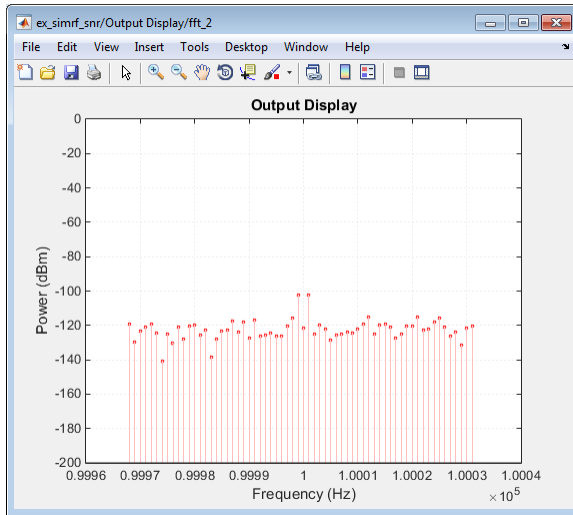 ex_simrf_snr/Output Display/fft_2
File Edit View Insert Tools Desktop Window Help
Output Display
0
-20
-40
-60
-80
-100
-120
-140
-160
-180
-200
Power (dBm)
0.9996 0.9997 0.9998 0.9999 1 1.0001 1.0002 1.0003 1.0004
Frequency (Hz)
×10⁵